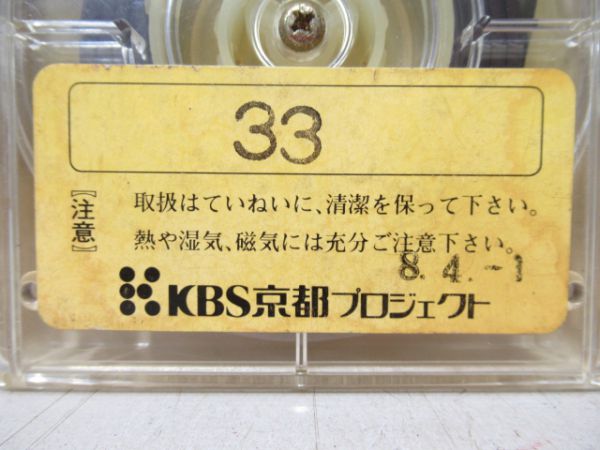 33
[注意]
取扱はていねいに、清潔を保って下さい。
熱や湿気、磁気には充分ご注意下さい。
8.4.-1
KBS京都プロジェクト